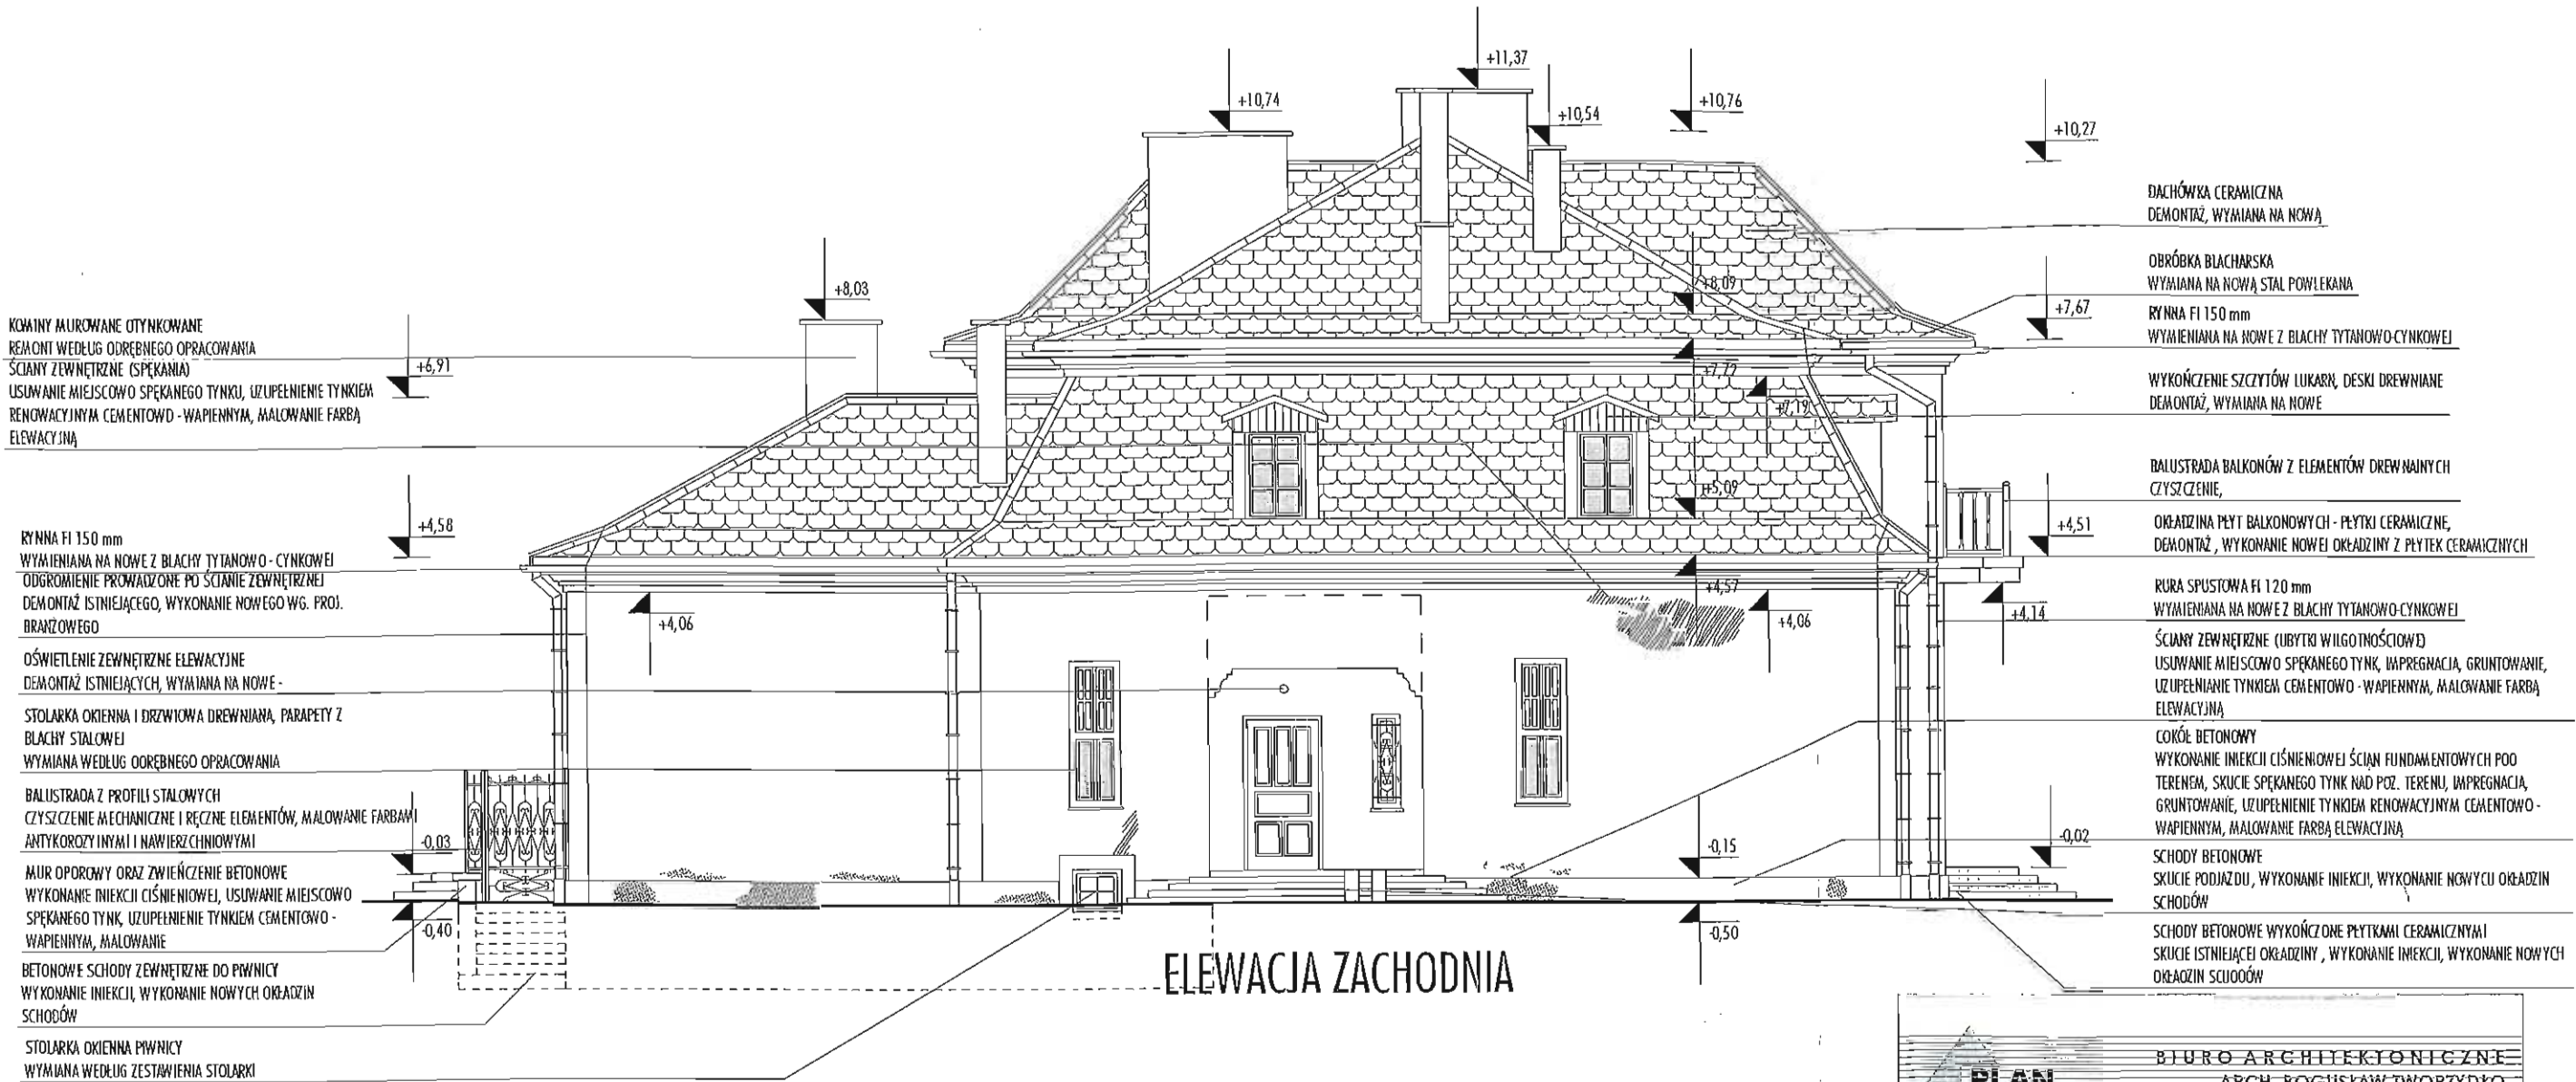 +11,37
+10,74
+10,54
+10,76
+10,27
+8,03
+8,09
+7,67
+6,91
+7,72
+7,19
+5,09
+4,58
+4,51
+4,57
+4,06
+4,06
+4,14
-0,03
-0,15
-0,02
-0,40
-0,50
KOMINY MUROWANE OTYNKOWANE
REMONT WEDŁUG ODRĘBNEGO OPRACOWANIA
ŚCIANY ZEWNĘTRZNE (SPĘKANIA)
USUWANIE MIEJSCOWO SPĘKANEGO TYNKU, UZUPEŁNIENIE TYNKIEM
RENOWACYJNYM CEMENTOWO - WAPIENNYM, MALOWANIE FARBĄ
ELEWACYJNĄ
RYNNA FI 150 mm
WYMIENIANA NA NOWE Z BLACHY TYTANOWO - CYNKOWEJ
ODGROMIENIE PROWADZONE PO ŚCIANIE ZEWNĘTRZNEJ
DEMONTAŻ ISTNIEJĄCEGO, WYKONANIE NOWEGO WG. PROJ.
BRANŻOWEGO
OŚWIETLENIE ZEWNĘTRZNE ELEWACYJNE
DEMONTAŻ ISTNIEJĄCYCH, WYMIANA NA NOWE -
STOLARKA OKIENNA I DRZWIOWA DREWNIANA, PARAPETY Z
BLACHY STALOWEJ
WYMIANA WEDŁUG ODRĘBNEGO OPRACOWANIA
BALUSTRADA Z PROFILI STALOWYCH
CZYSZCZENIE MECHANICZNE I RĘCZNE ELEMENTÓW, MALOWANIE FARBAMI
ANTYKOROZYJNYMI I NAWIERZCHNIOWYMI
MUR OPOROWY ORAZ ZWIEŃCZENIE BETONOWE
WYKONANIE INIEKCJI CIŚNIENIOWEJ, USUWANIE MIEJSCOWO
SPĘKANEGO TYNK, UZUPEŁNIENIE TYNKIEM CEMENTOWO -
WAPIENNYM, MALOWANIE
BETONOWE SCHODY ZEWNĘTRZNE DO PIWNICY
WYKONANIE INIEKCJI, WYKONANIE NOWYCH OKŁADZIN
SCHODÓW
STOLARKA OKIENNA PIWNICY
WYMIANA WEDŁUG ZESTAWIENIA STOLARKI
DACHÓWKA CERAMICZNA
DEMONTAŻ, WYMIANA NA NOWĄ
OBRÓBKA BLACHARSKA
WYMIANA NA NOWĄ STAL POWLEKANA
RYNNA FI 150 mm
WYMIENIANA NA NOWE Z BLACHY TYTANOWO-CYNKOWEJ
WYKOŃCZENIE SZCZYTÓW LUKARN, DESKI DREWNIANE
DEMONTAŻ, WYMIANA NA NOWE
BALUSTRADA BALKONÓW Z ELEMENTÓW DREWNAINYCH
CZYSZCZENIE,
OKŁADZINA PŁYT BALKONOWYCH - PŁYTKI CERAMICZNE,
DEMONTAŻ, WYKONANIE NOWEJ OKŁADZINY Z PŁYTEK CERAMICZNYCH
RURA SPUSTOWA FI 120 mm
WYMIENIANA NA NOWE Z BLACHY TYTANOWO-CYNKOWEJ
ŚCIANY ZEWNĘTRZNE (UBYTKI WILGOTNOŚCIOWE)
USUWANIE MIEJSCOWO SPĘKANEGO TYNK, IMPREGNACJA, GRUNTOWANIE,
UZUPEŁNIANIE TYNKIEM CEMENTOWO - WAPIENNYM, MALOWANIE FARBĄ
ELEWACYJNĄ
COKÓŁ BETONOWY
WYKONANIE INIEKCJI CIŚNIENIOWEJ ŚCIAN FUNDAMENTOWYCH POD
TERENEM, SKUCIE SPĘKANEGO TYNK NAD POZ. TERENU, IMPREGNACJA,
GRUNTOWANIE, UZUPEŁNIENIE TYNKIEM RENOWACYJNYM CEMENTOWO -
WAPIENNYM, MALOWANIE FARBĄ ELEWACYJNĄ
SCHODY BETONOWE
SKUCIE PODJAZDU, WYKONANIE INIEKCJI, WYKONANIE NOWYCH OKŁADZIN
SCHODÓW
SCHODY BETONOWE WYKOŃCZONE PŁYTKAMI CERAMICZNYMI
SKUCIE ISTNIEJĄCEJ OKŁADZINY, WYKONANIE INIEKCJI, WYKONANIE NOWYCH
OKŁADZIN SCHODÓW
ELEWACJA ZACHODNIA
PLAN
BIURO ARCHITEKTONICZNE
ARCH. BOGUSŁAW TWORZYDŁO